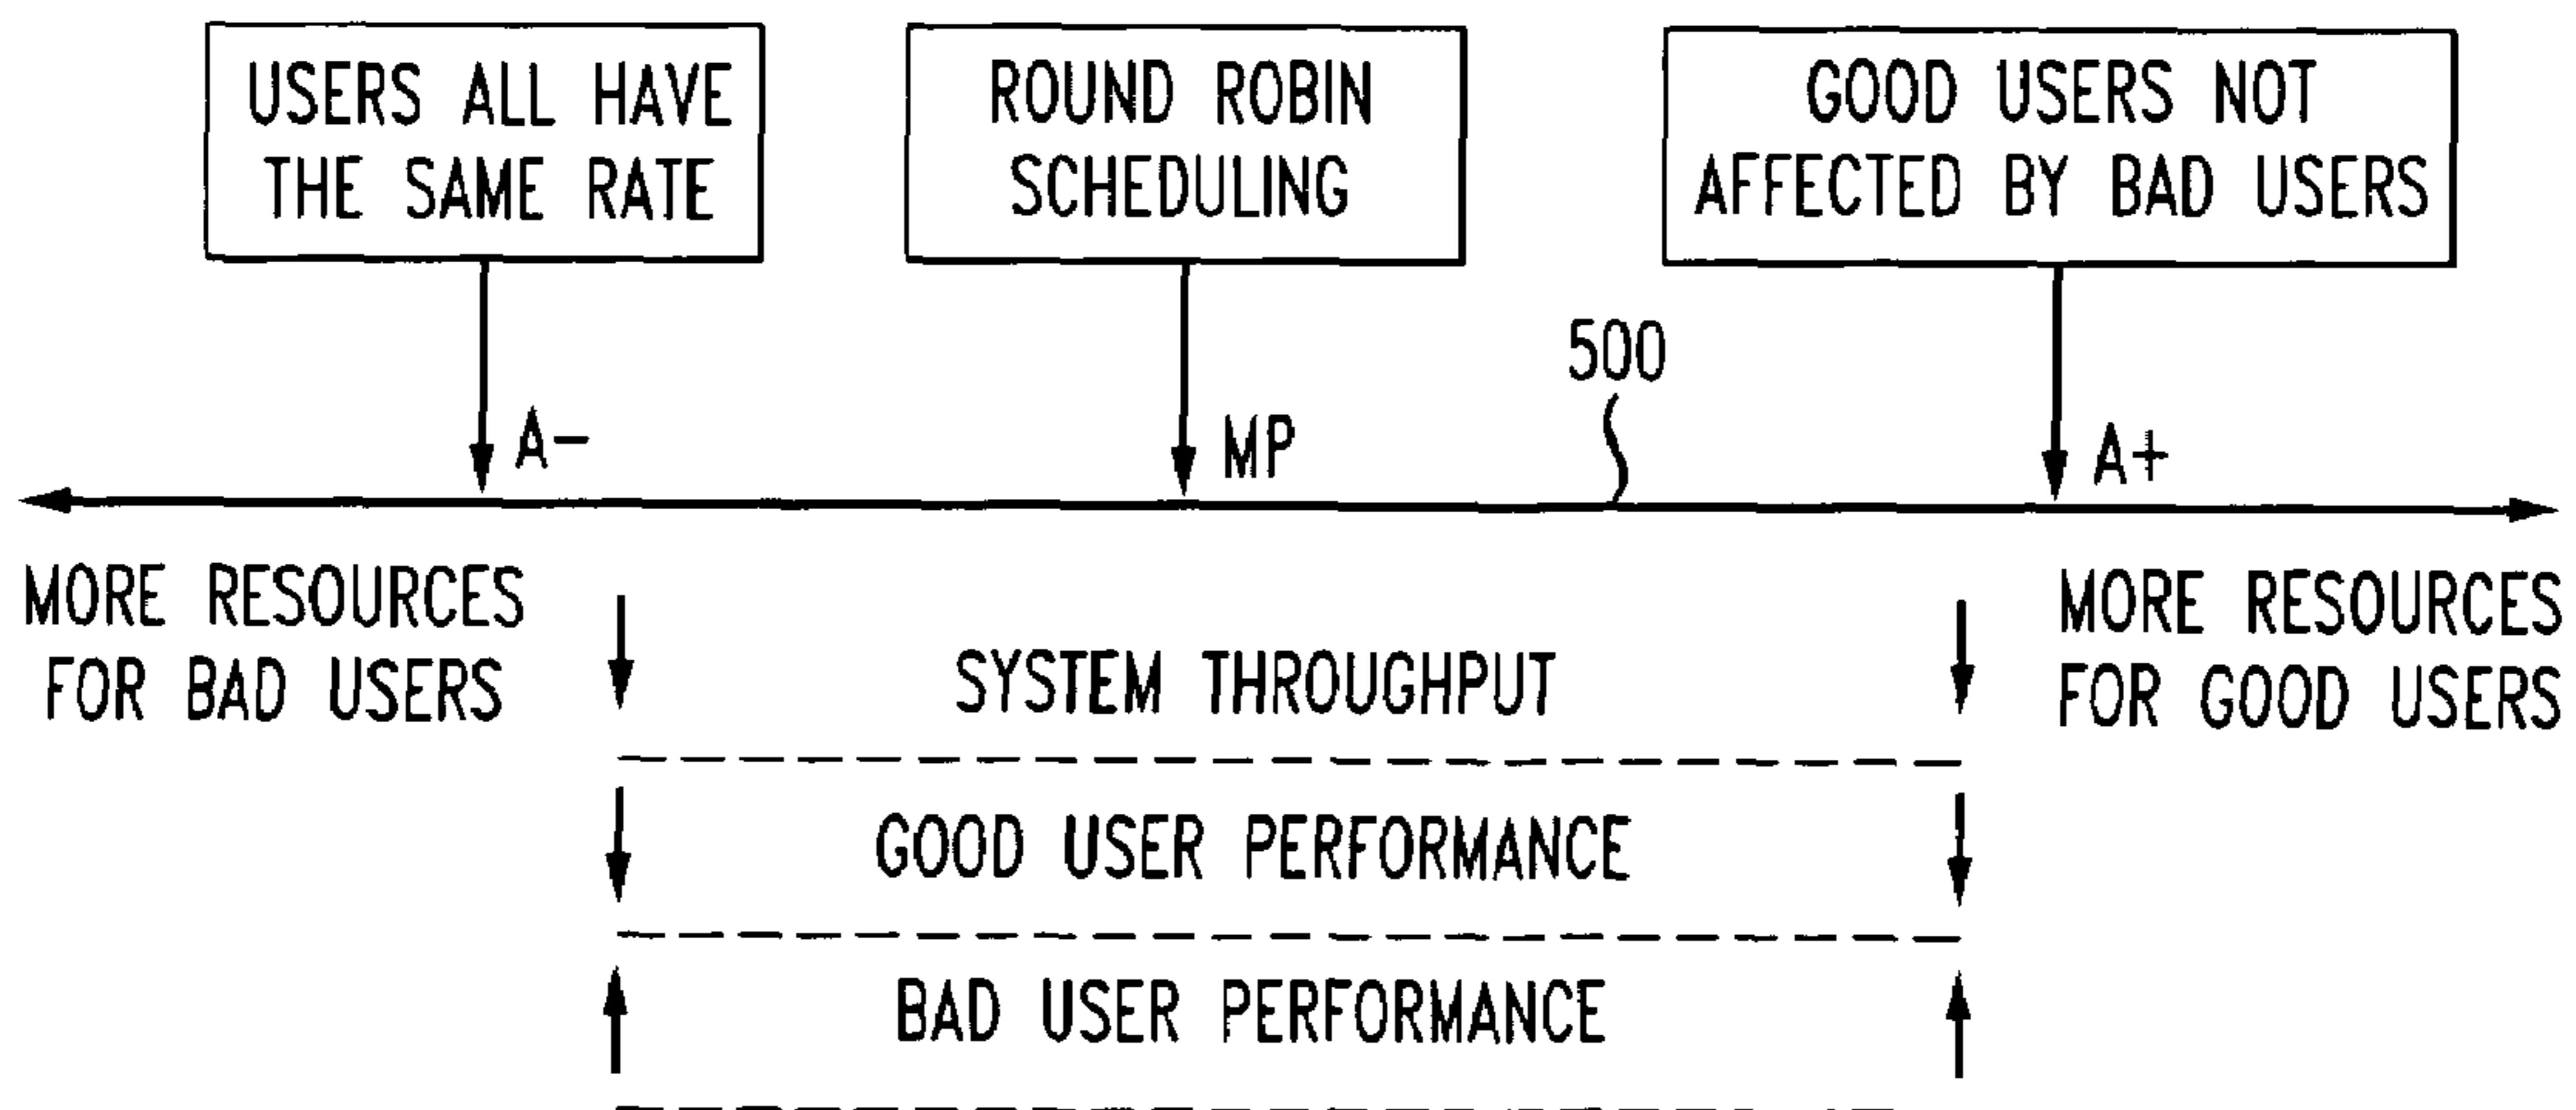 USERS ALL HAVE
THE SAME RATE
ROUND ROBIN
SCHEDULING
GOOD USERS NOT
AFFECTED BY BAD USERS
500
A-
MP
A+
MORE RESOURCES
FOR BAD USERS
SYSTEM THROUGHPUT
MORE RESOURCES
FOR GOOD USERS
GOOD USER PERFORMANCE
BAD USER PERFORMANCE